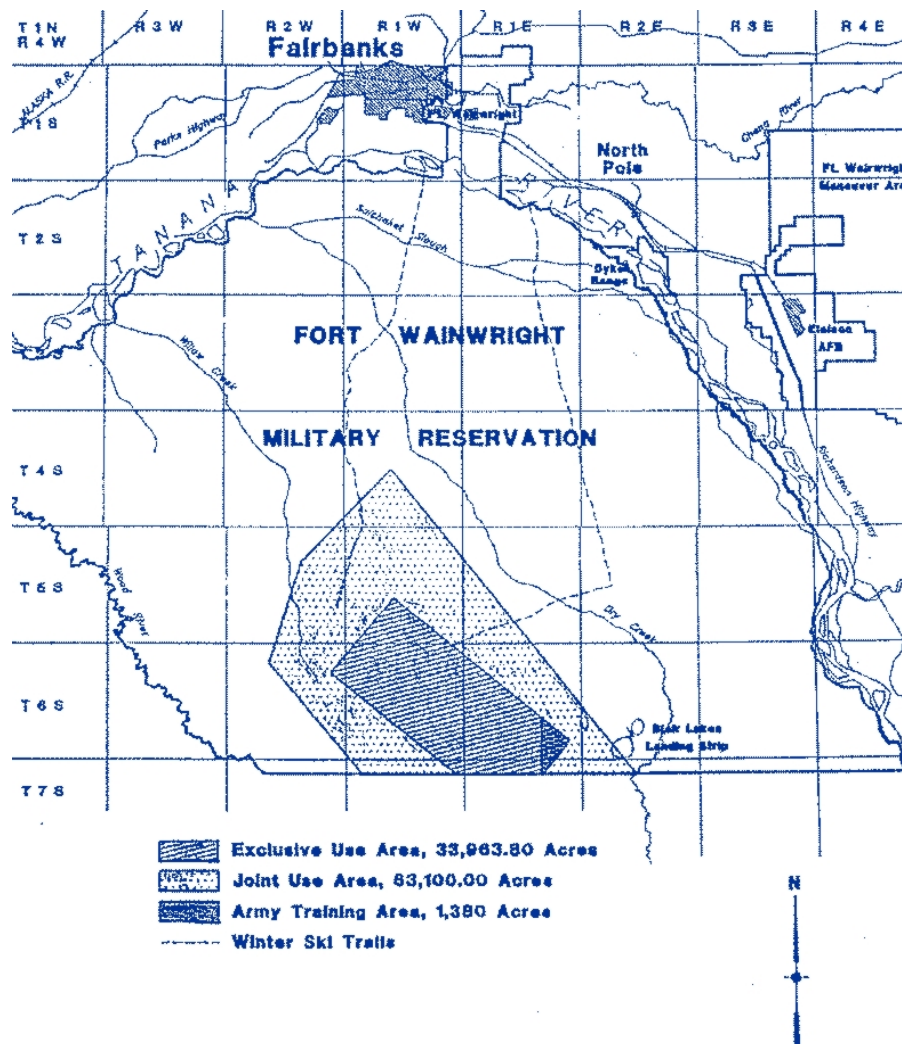 T1N R3W R2W R1W R1E R2E R3E R4E
R4W
Fairbanks
ALASKA R.R.
T1S
Parks Highway
Ft. Wainwright
Chena River
North
Pole
Ft. Wainwright
Maneuver Area
TANANA RIVER
T2S
Salchaket Slough
Range
Eielson
AFB
FORT WAINWRIGHT
Willow Creek
MILITARY RESERVATION
T4S
Richardson Highway
T5S
Wood River
Dry Creek
T6S
Blair Lakes
Landing Strip
T7S
Exclusive Use Area, 33,963.80 Acres
Joint Use Area, 83,100.00 Acres
Army Training Area, 1,380 Acres
Winter Ski Trails
N